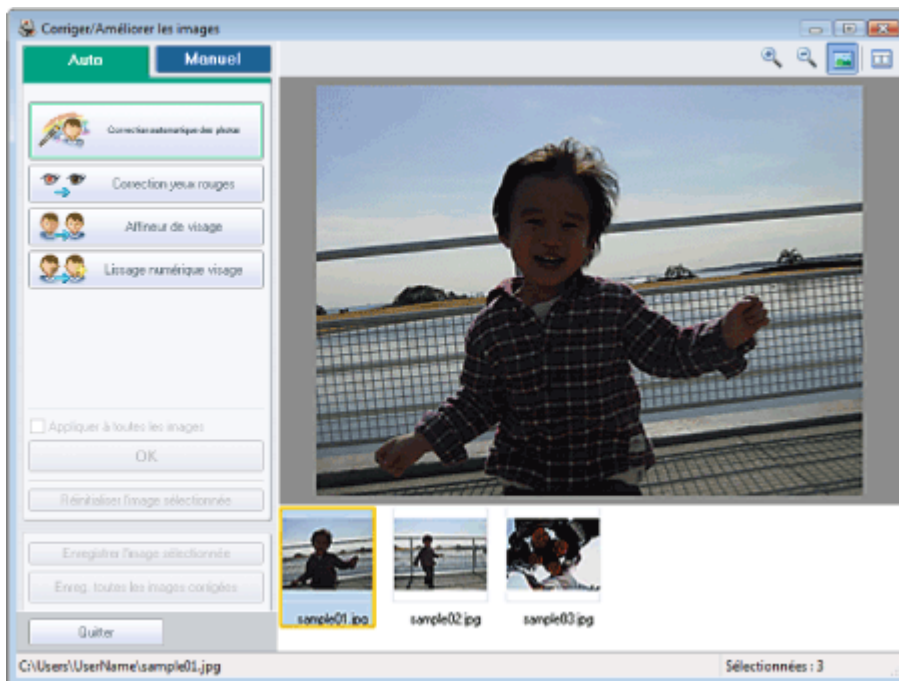 Corriger/Améliorer les images
Auto
Manuel
Correction automatique des photos
Correction yeux rouges
Affineur de visage
Lissage numérique visage
Appliquer à toutes les images
OK
Réinitialiser l'image sélectionnée
Enregistrer l'image sélectionnée
Enreg. toutes les images corrigées
Quitter
sample01.jpg
sample02.jpg
sample03.jpg
C:\Users\UserName\sample01.jpg
Sélectionnées : 3